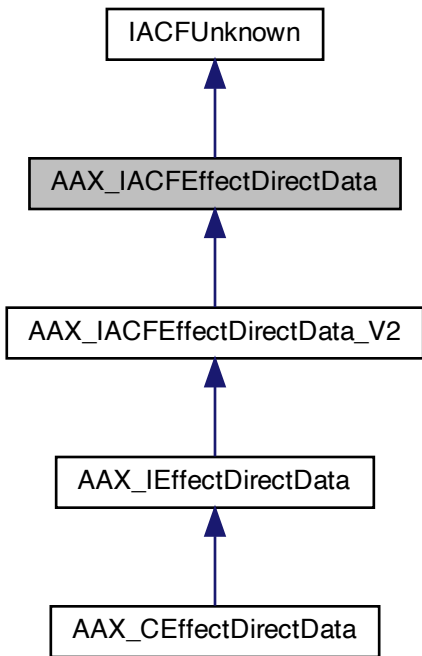 IACFUnknown
AAX_IACFEffectDirectData
AAX_IACFEffectDirectData_V2
AAX_IEffectDirectData
AAX_CEffectDirectData